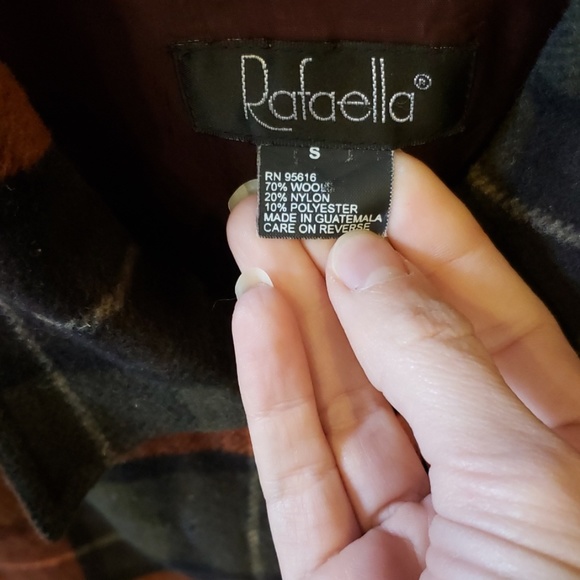 Rafaella®
S
RN 95616
70% WOOL
20% NYLON
10% POLYESTER
MADE IN GUATEMALA
CARE ON REVERSE